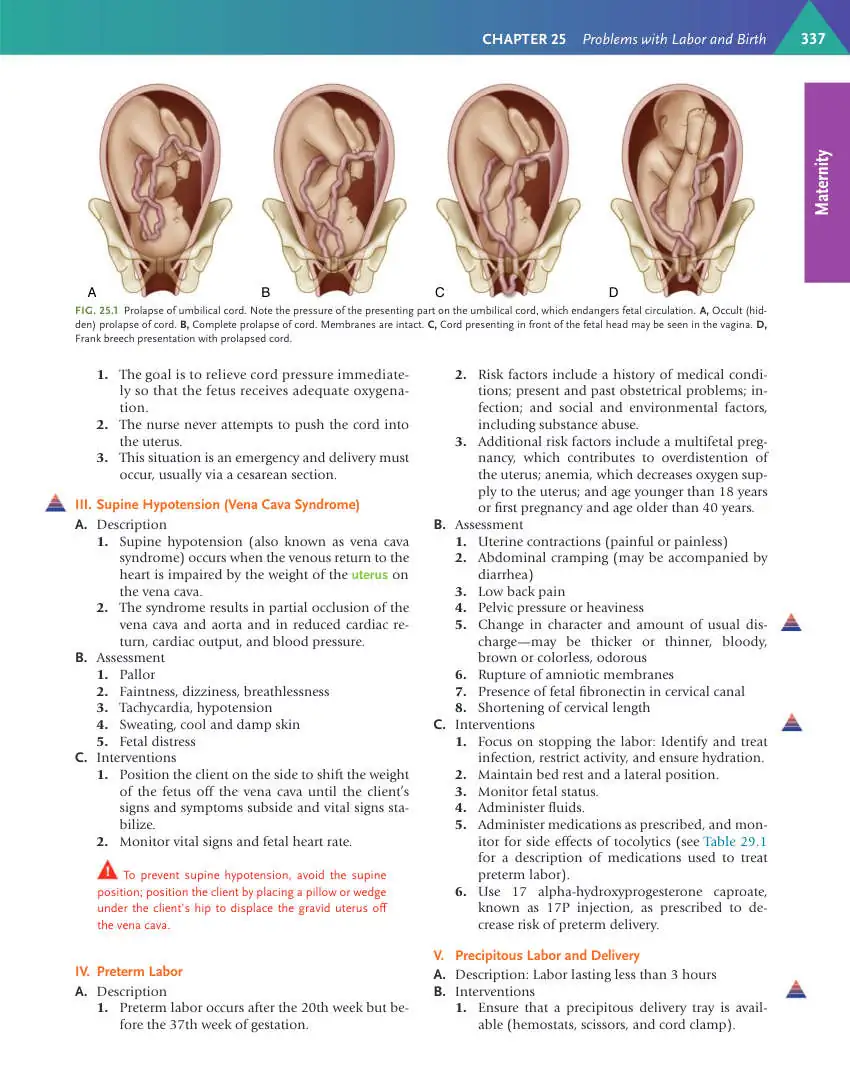 CHAPTER 25 Problems with Labor and Birth 337
Maternity
A B C D
FIG. 25.1 Prolapse of umbilical cord. Note the pressure of the presenting part on the umbilical cord, which endangers fetal circulation. A, Occult (hid-
den) prolapse of cord. B, Complete prolapse of cord. Membranes are intact. C, Cord presenting in front of the fetal head may be seen in the vagina. D,
Frank breech presentation with prolapsed cord.
1. The goal is to relieve cord pressure immediate-
ly so that the fetus receives adequate oxygena-
tion.
2. The nurse never attempts to push the cord into
the uterus.
3. This situation is an emergency and delivery must
occur, usually via a cesarean section.
III. Supine Hypotension (Vena Cava Syndrome)
A. Description
1. Supine hypotension (also known as vena cava
syndrome) occurs when the venous return to the
heart is impaired by the weight of the uterus on
the vena cava.
2. The syndrome results in partial occlusion of the
vena cava and aorta and in reduced cardiac re-
turn, cardiac output, and blood pressure.
B. Assessment
1. Pallor
2. Faintness, dizziness, breathlessness
3. Tachycardia, hypotension
4. Sweating, cool and damp skin
5. Fetal distress
C. Interventions
1. Position the client on the side to shift the weight
of the fetus off the vena cava until the client's
signs and symptoms subside and vital signs sta-
bilize.
2. Monitor vital signs and fetal heart rate.
To prevent supine hypotension, avoid the supine
position; position the client by placing a pillow or wedge
under the client's hip to displace the gravid uterus off
the vena cava.
IV. Preterm Labor
A. Description
1. Preterm labor occurs after the 20th week but be-
fore the 37th week of gestation.
2. Risk factors include a history of medical condi-
tions; present and past obstetrical problems; in-
fection; and social and environmental factors,
including substance abuse.
3. Additional risk factors include a multifetal preg-
nancy, which contributes to overdistention of
the uterus; anemia, which decreases oxygen sup-
ply to the uterus; and age younger than 18 years
or first pregnancy and age older than 40 years.
B. Assessment
1. Uterine contractions (painful or painless)
2. Abdominal cramping (may be accompanied by
diarrhea)
3. Low back pain
4. Pelvic pressure or heaviness
5. Change in character and amount of usual dis-
charge—may be thicker or thinner, bloody,
brown or colorless, odorous
6. Rupture of amniotic membranes
7. Presence of fetal fibronectin in cervical canal
8. Shortening of cervical length
C. Interventions
1. Focus on stopping the labor: Identify and treat
infection, restrict activity, and ensure hydration.
2. Maintain bed rest and a lateral position.
3. Monitor fetal status.
4. Administer fluids.
5. Administer medications as prescribed, and mon-
itor for side effects of tocolytics (see Table 29.1
for a description of medications used to treat
preterm labor).
6. Use 17 alpha-hydroxyprogesterone caproate,
known as 17P injection, as prescribed to de-
crease risk of preterm delivery.
V. Precipitous Labor and Delivery
A. Description: Labor lasting less than 3 hours
B. Interventions
1. Ensure that a precipitous delivery tray is avail-
able (hemostats, scissors, and cord clamp).